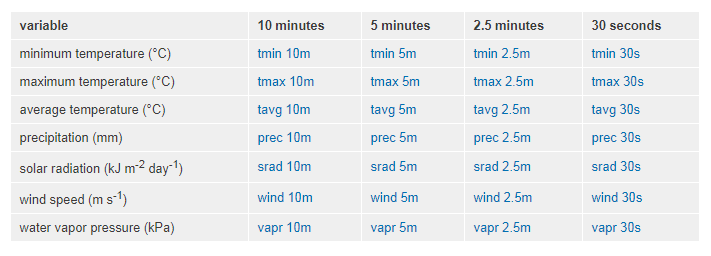 variable 10 minutes 5 minutes 2.5 minutes 30 seconds
minimum temperature (°C) tmin 10m tmin 5m tmin 2.5m tmin 30s
maximum temperature (°C) tmax 10m tmax 5m tmax 2.5m tmax 30s
average temperature (°C) tavg 10m tavg 5m tavg 2.5m tavg 30s
precipitation (mm) prec 10m prec 5m prec 2.5m prec 30s
solar radiation (kJ m⁻² day⁻¹) srad 10m srad 5m srad 2.5m srad 30s
wind speed (m s⁻¹) wind 10m wind 5m wind 2.5m wind 30s
water vapor pressure (kPa) vapr 10m vapr 5m vapr 2.5m vapr 30s